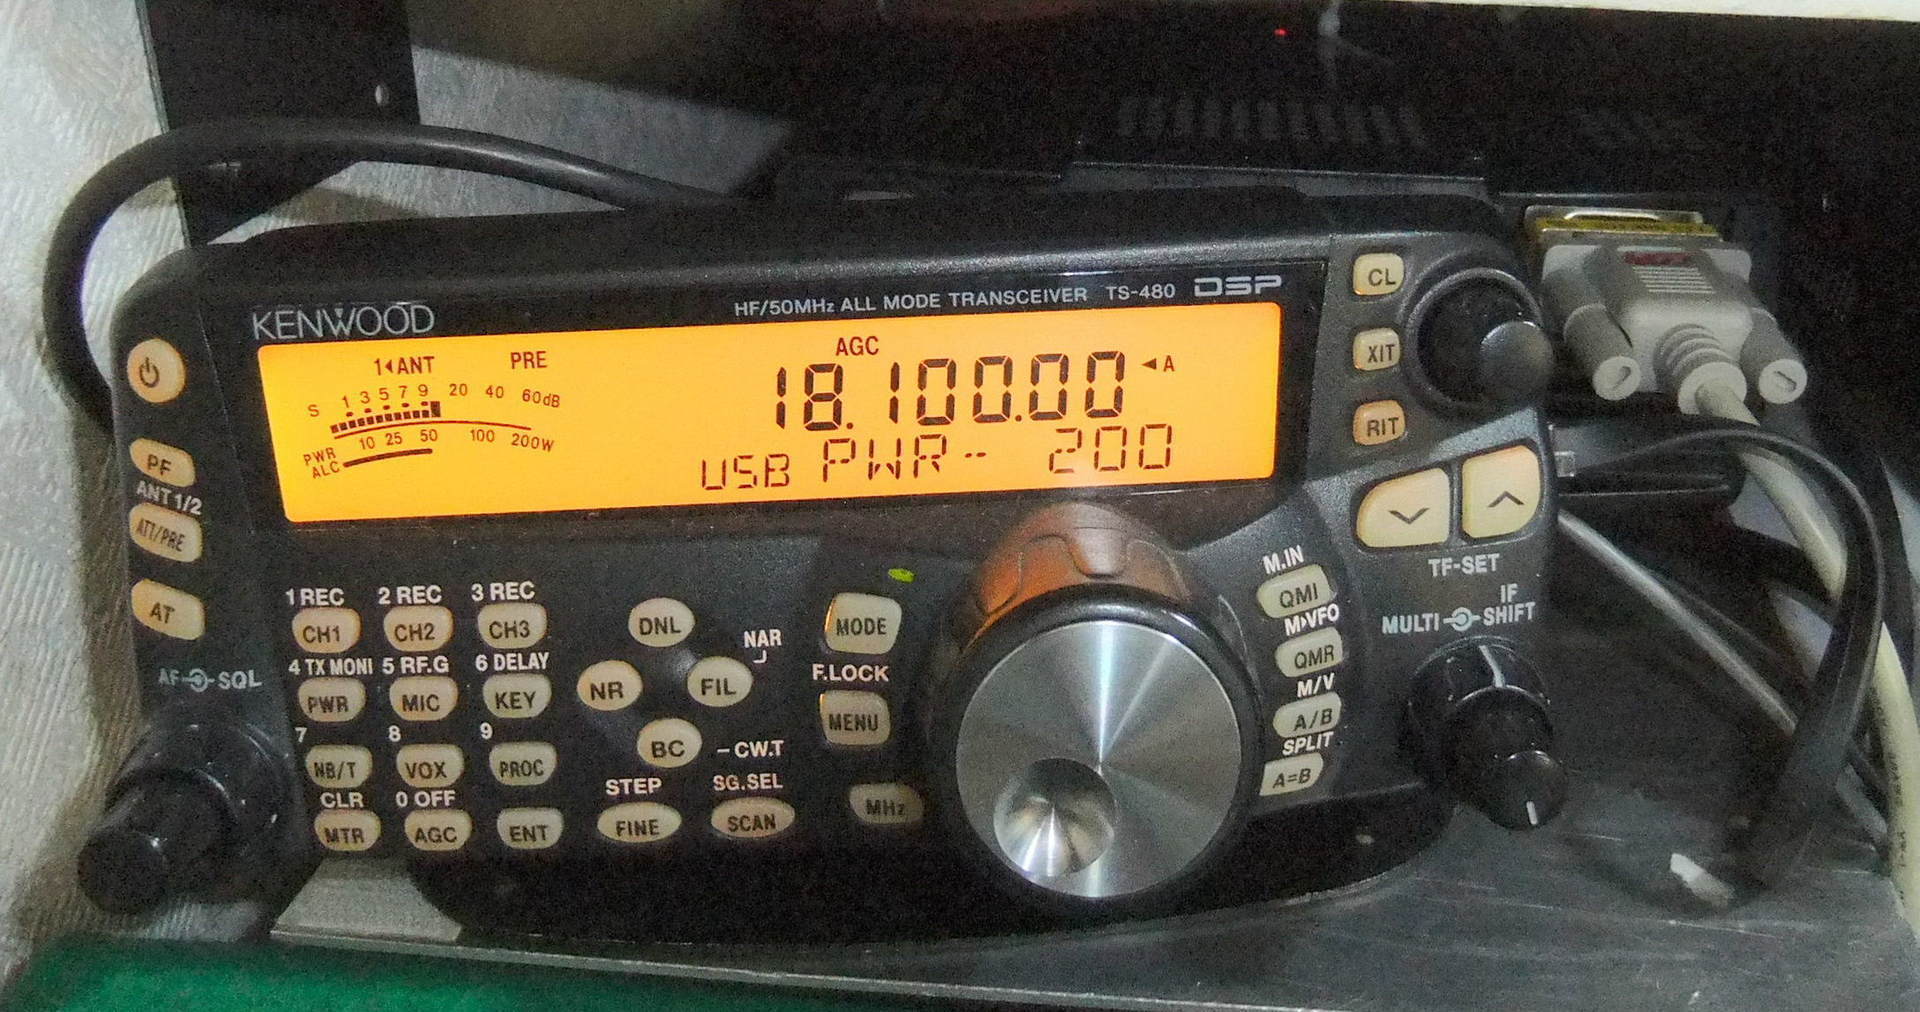 KENWOOD
HF/50MHz ALL MODE TRANSCEIVER TS-480 DSP
1◂ANT PRE AGC
S 1 3 5 7 9 20 40 60dB
18.100.00 ◂A
PWR 10 25 50 100 200W
ALC
USB PWR- 200
CL
XIT
RIT
PF
ANT 1/2
ATT/PRE
AT
AF SQL
1 REC 2 REC 3 REC
CH1 CH2 CH3
4 TX MONI 5 RF.G 6 DELAY
PWR MIC KEY
7 8 9
NB/T VOX PROC
CLR 0 OFF
MTR AGC ENT
DNL
NAR
NR FIL
BC -CW.T
STEP SG.SEL
FINE SCAN
MODE
F.LOCK
MENU
MHz
M.IN
QMI
M▸VFO
QMR
M/V
A/B
SPLIT
A=B
TF-SET
MULTI IF SHIFT